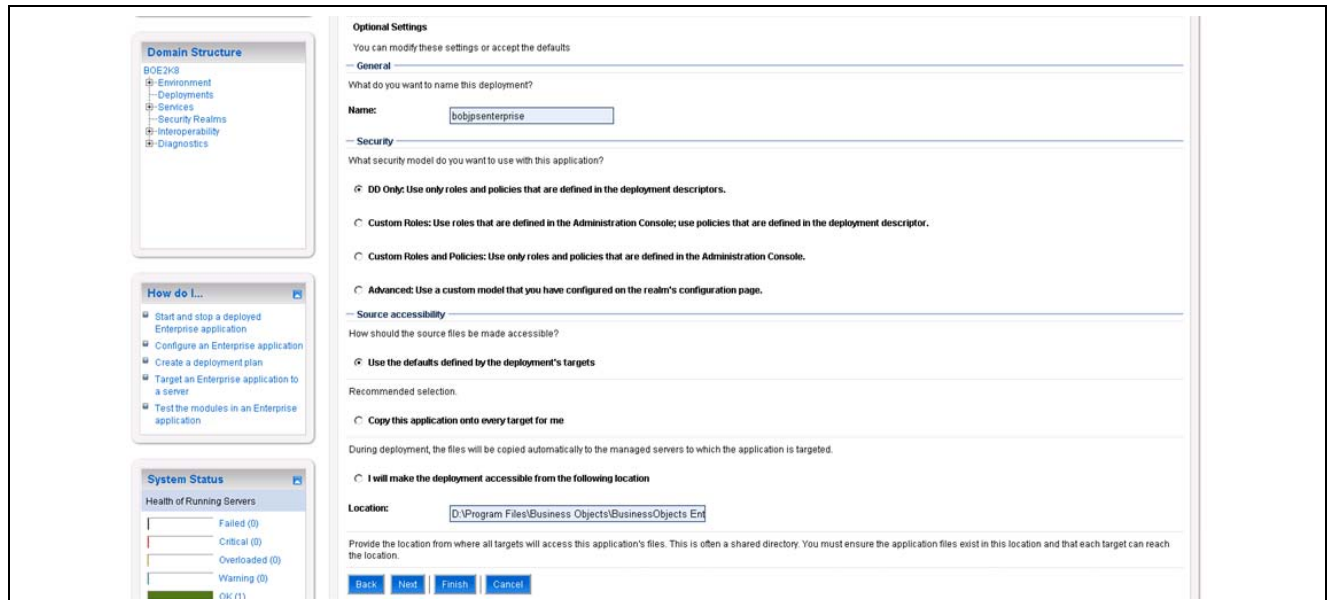 Domain Structure
BOE2K8
Environment
Deployments
Services
Security Realms
Interoperability
Diagnostics
How do I...
Start and stop a deployed
Enterprise application
Configure an Enterprise application
Create a deployment plan
Target an Enterprise application to
a server
Test the modules in an Enterprise
application
System Status
Health of Running Servers
Failed (0)
Critical (0)
Overloaded (0)
Warning (0)
OK (1)
Optional Settings
You can modify these settings or accept the defaults
General
What do you want to name this deployment?
Name: bobjpsenterprise
Security
What security model do you want to use with this application?
DD Only: Use only roles and policies that are defined in the deployment descriptors.
Custom Roles: Use roles that are defined in the Administration Console; use policies that are defined in the deployment descriptor.
Custom Roles and Policies: Use only roles and policies that are defined in the Administration Console.
Advanced: Use a custom model that you have configured on the realm's configuration page.
Source accessibility
How should the source files be made accessible?
Use the defaults defined by the deployment's targets
Recommended selection.
Copy this application onto every target for me
During deployment, the files will be copied automatically to the managed servers to which the application is targeted.
I will make the deployment accessible from the following location
Location: D:\Program Files\Business Objects\BusinessObjects Ent
Provide the location from where all targets will access this application's files. This is often a shared directory. You must ensure the application files exist in this location and that each target can reach
the location.
Back Next Finish Cancel